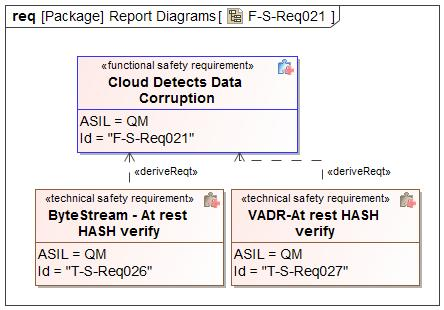 req [Package] Report Diagrams[ F-S-Req021 ]
«functional safety requirement»
Cloud Detects Data
Corruption
ASIL = QM
Id = "F-S-Req021"
«deriveReqt»
«deriveReqt»
«technical safety requirement»
ByteStream - At rest
HASH verify
ASIL = QM
Id = "T-S-Req026"
«technical safety requirement»
VADR-At rest HASH
verify
ASIL = QM
Id = "T-S-Req027"